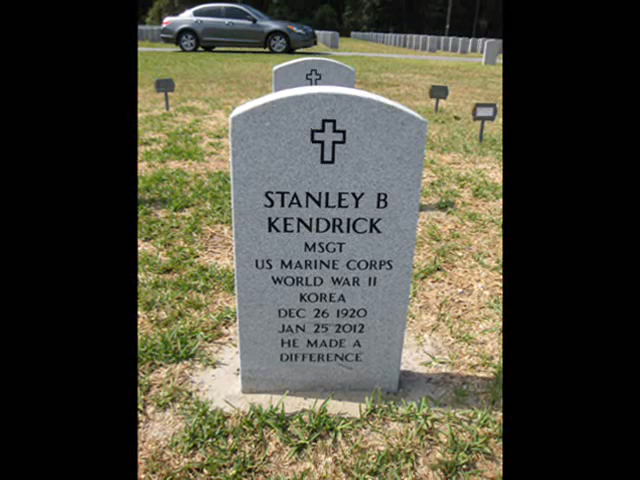 STANLEY B
KENDRICK
MSGT
US MARINE CORPS
WORLD WAR II
KOREA
DEC 26 1920
JAN 25 2012
HE MADE A
DIFFERENCE